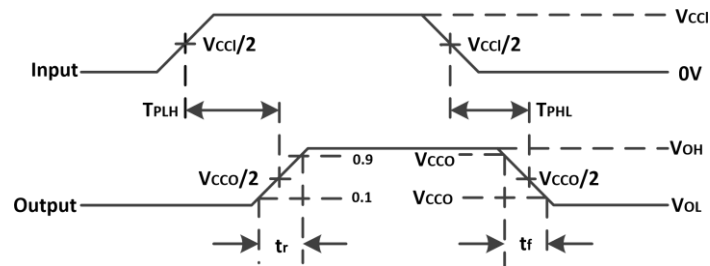 VCCI
VCCI/2
VCCI/2
Input
0V
TPLH
TPHL
VOH
0.9
VCCO
VCCO/2
VCCO/2
0.1
VCCO
Output
VOL
tr
tf